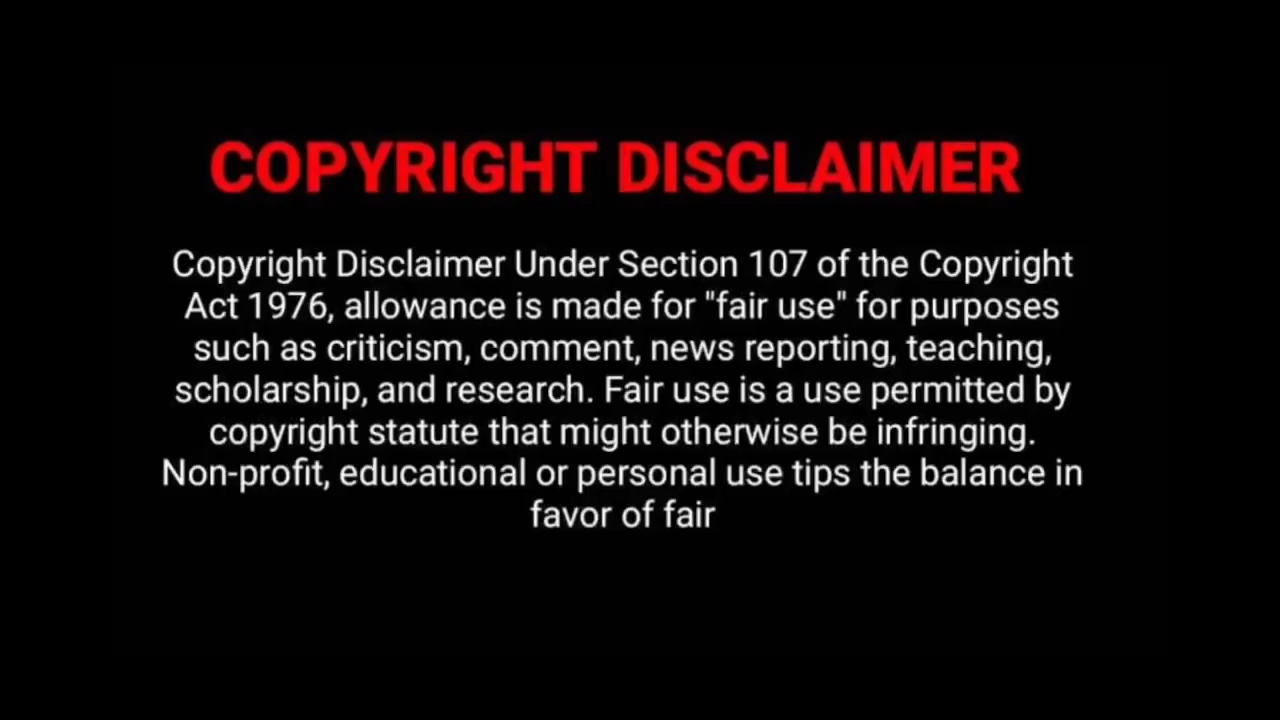 COPYRIGHT DISCLAIMER
Copyright Disclaimer Under Section 107 of the Copyright
Act 1976, allowance is made for "fair use" for purposes
such as criticism, comment, news reporting, teaching,
scholarship, and research. Fair use is a use permitted by
copyright statute that might otherwise be infringing.
Non-profit, educational or personal use tips the balance in
favor of fair